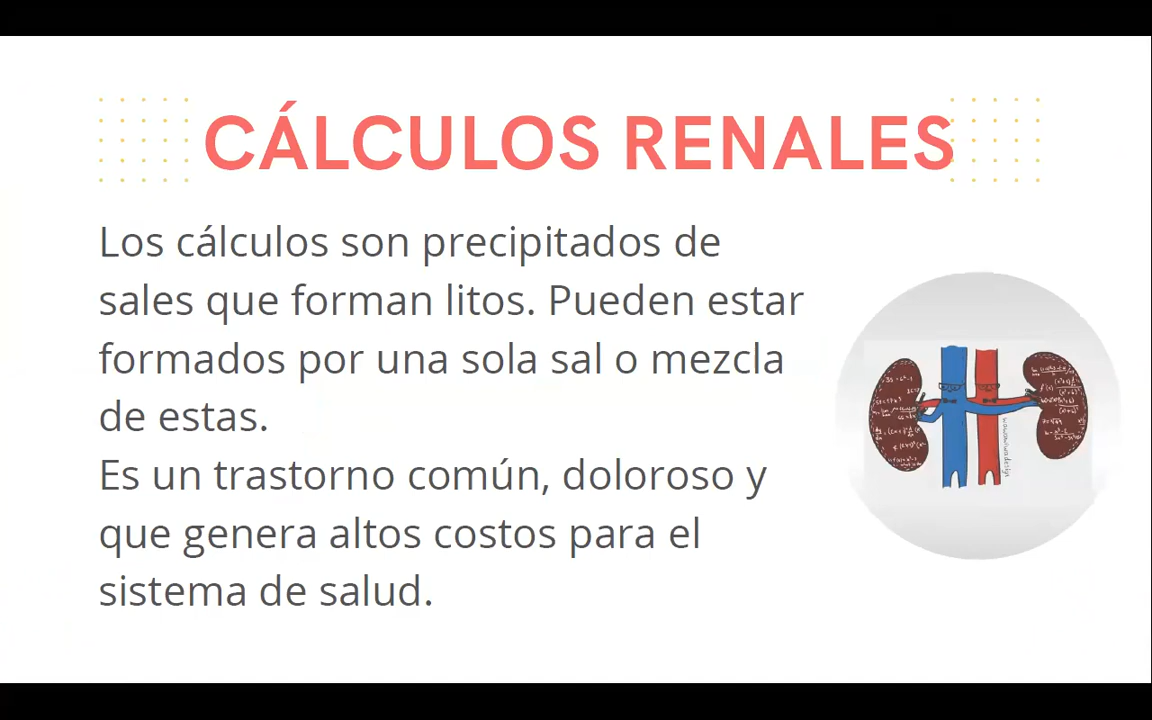 CÁLCULOS RENALES
Los cálculos son precipitados de
sales que forman litos. Pueden estar
formados por una sola sal o mezcla
de estas.
Es un trastorno común, doloroso y
que genera altos costos para el
sistema de salud.